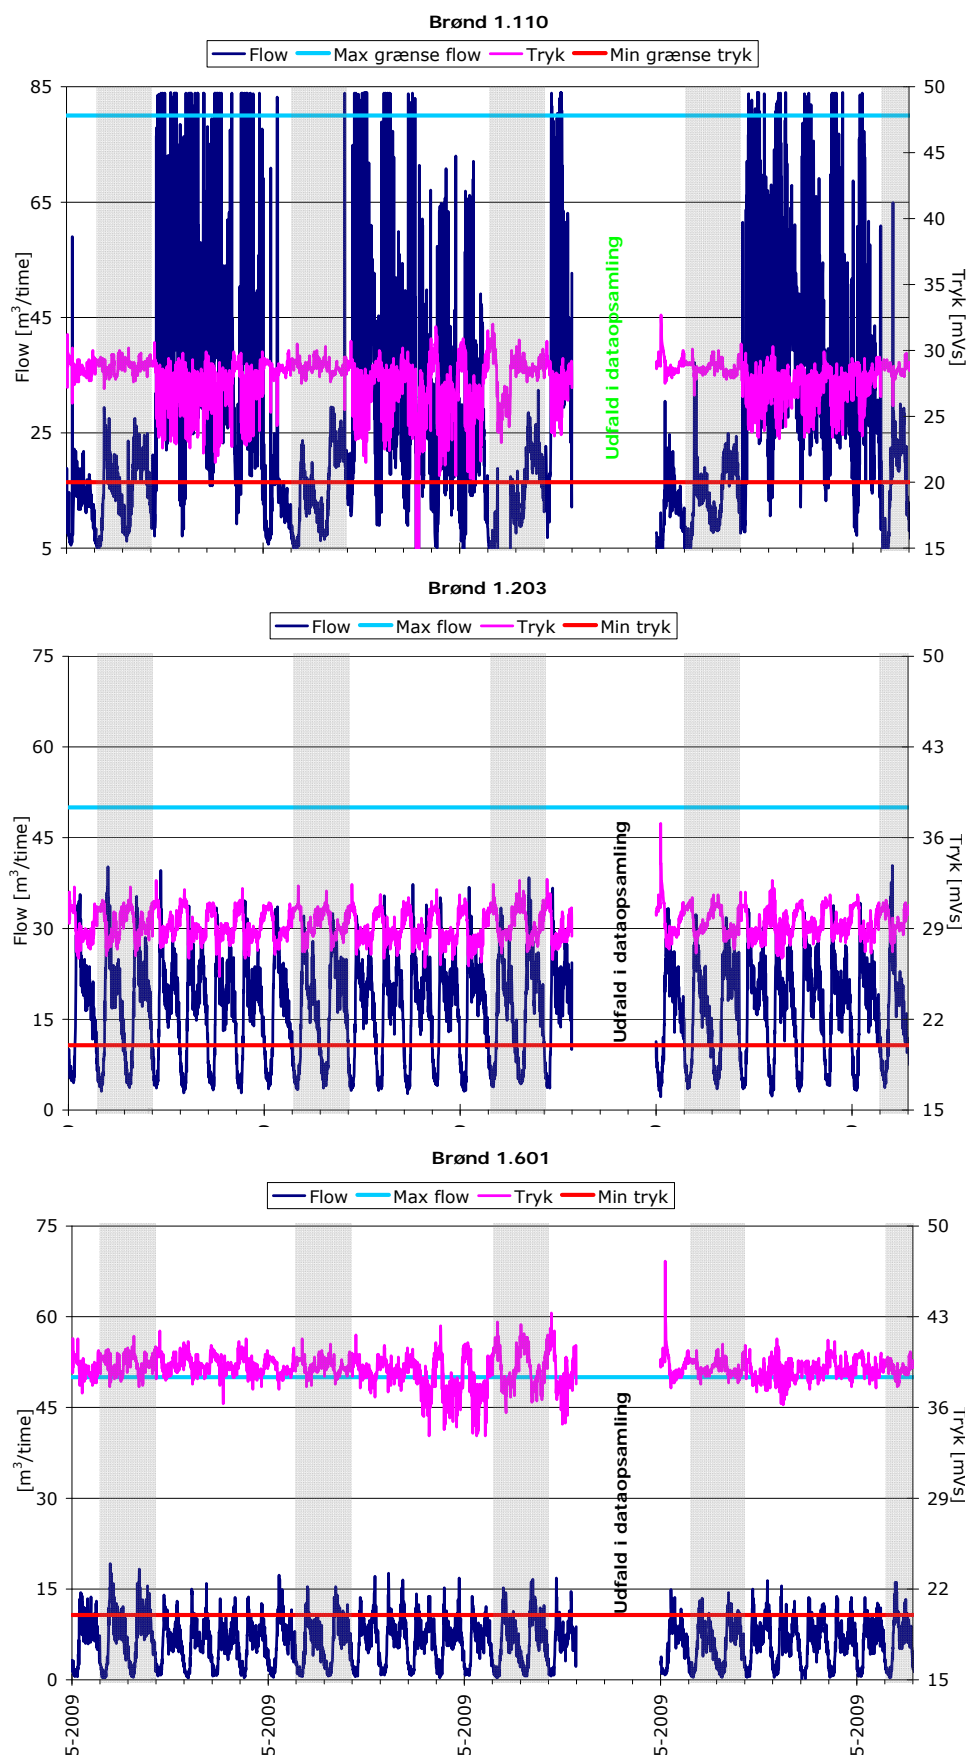 Brønd 1.110
Flow Max grænse flow Tryk Min grænse tryk
85
65
45
25
5
50
45
40
35
30
25
20
15
Flow [m³/time]
Tryk [mVs]
Udfald i dataopsamling
Brønd 1.203
Flow Max flow Tryk Min tryk
75
60
45
30
15
0
50
43
36
29
22
15
Flow [m³/time]
Tryk [mVs]
Udfald i dataopsamling
Brønd 1.601
Flow Max flow Tryk Min tryk
75
60
45
30
15
0
50
43
36
29
22
15
[m³/time]
Tryk [mVs]
Udfald i dataopsamling
5-2009
5-2009
5-2009
5-2009
5-2009